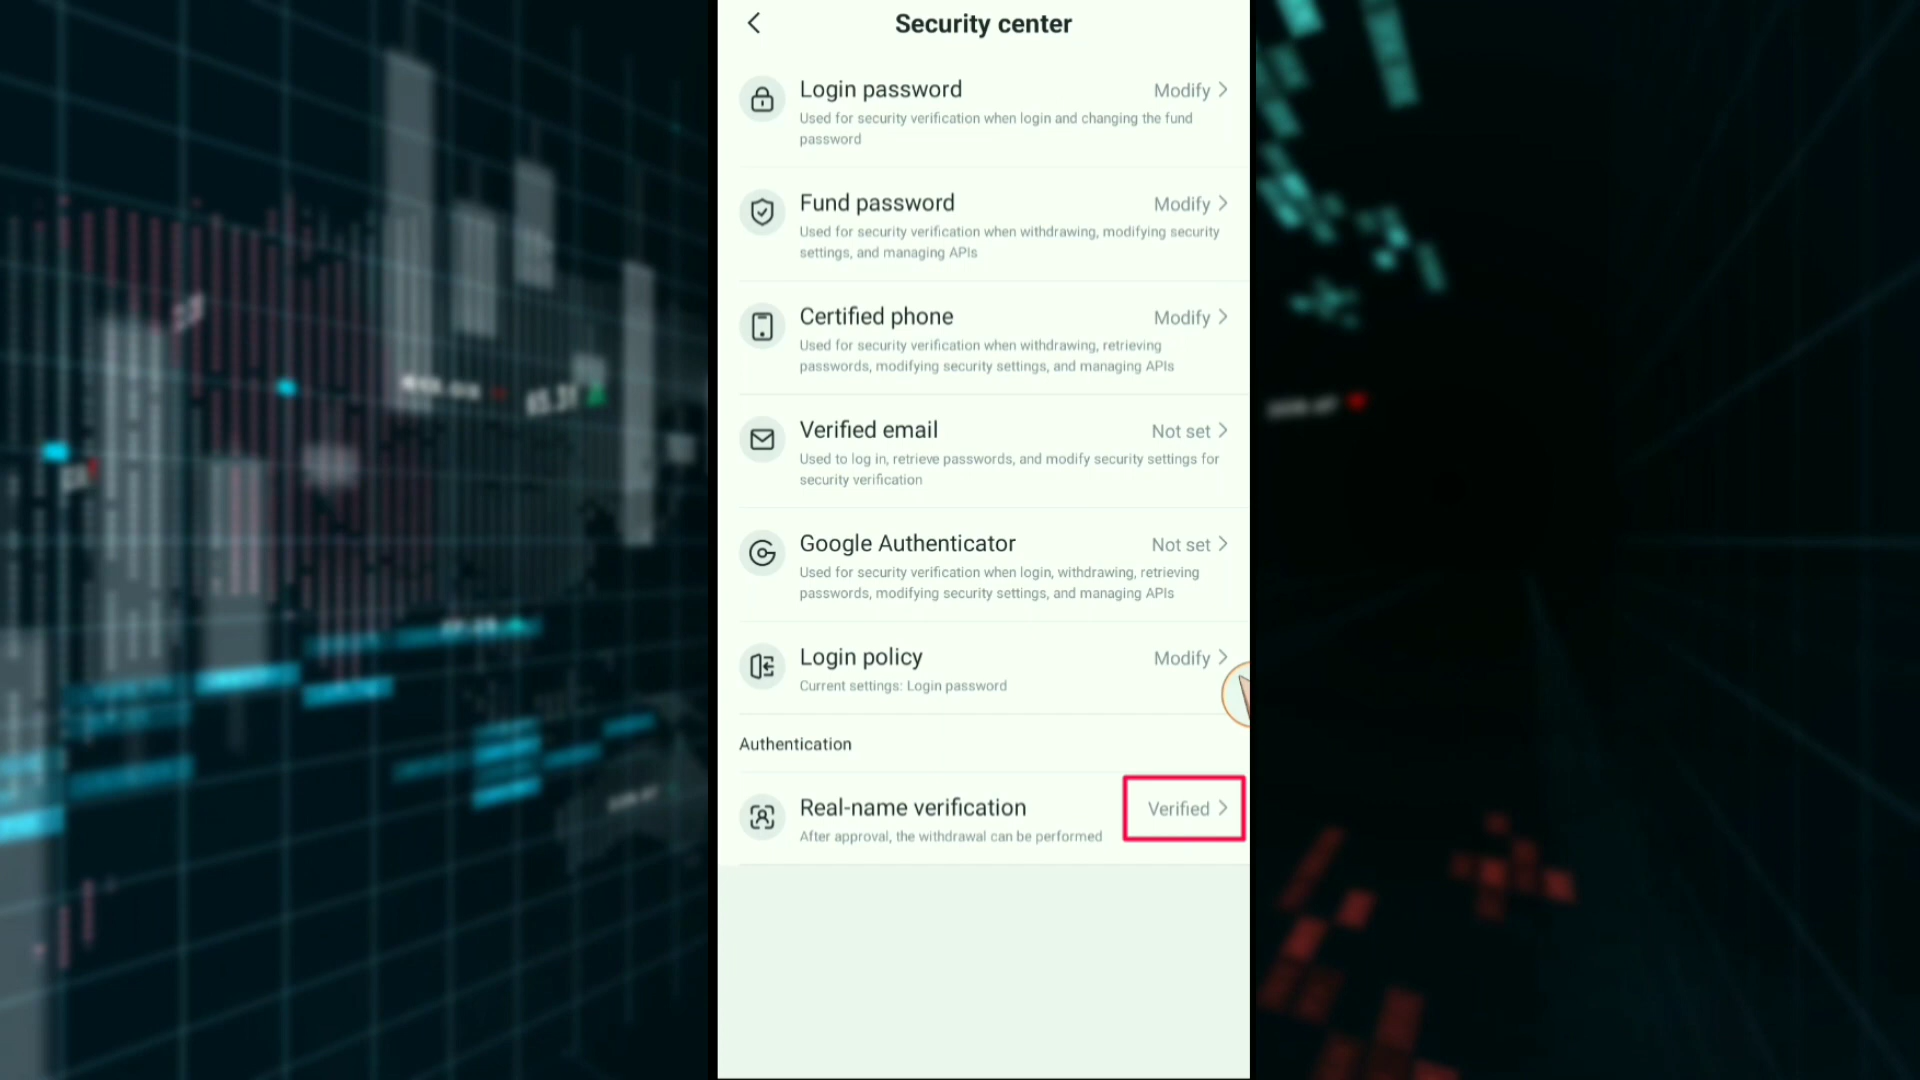 Security center
Login password
Modify
Used for security verification when login and changing the fund
password
Fund password
Modify
Used for security verification when withdrawing, modifying security
settings, and managing APIs
Certified phone
Modify
Used for security verification when withdrawing, retrieving
passwords, modifying security settings, and managing APIs
Verified email
Not set
Used to log in, retrieve passwords, and modify security settings for
security verification
Google Authenticator
Not set
Used for security verification when login, withdrawing, retrieving
passwords, modifying security settings, and managing APIs
Login policy
Modify
Current settings: Login password
Authentication
Real-name verification
Verified
After approval, the withdrawal can be performed